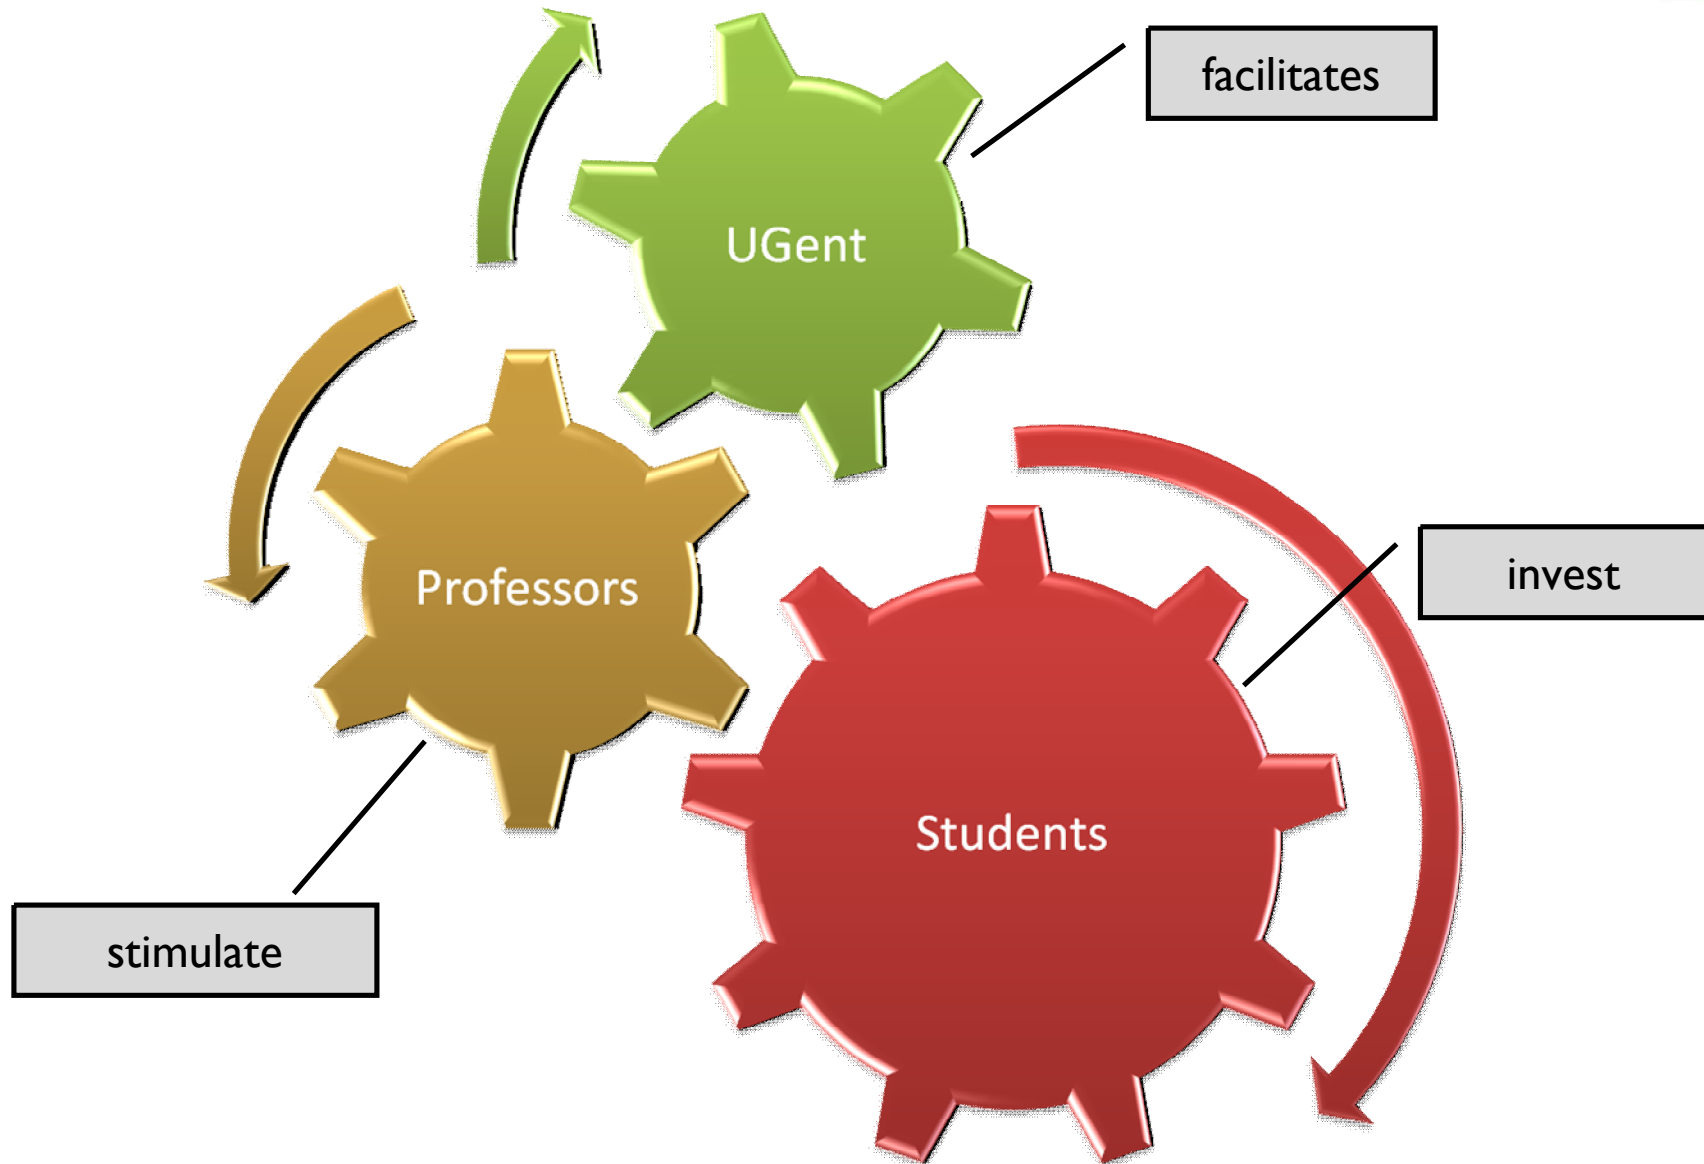 facilitates
UGent
invest
Professors
Students
stimulate